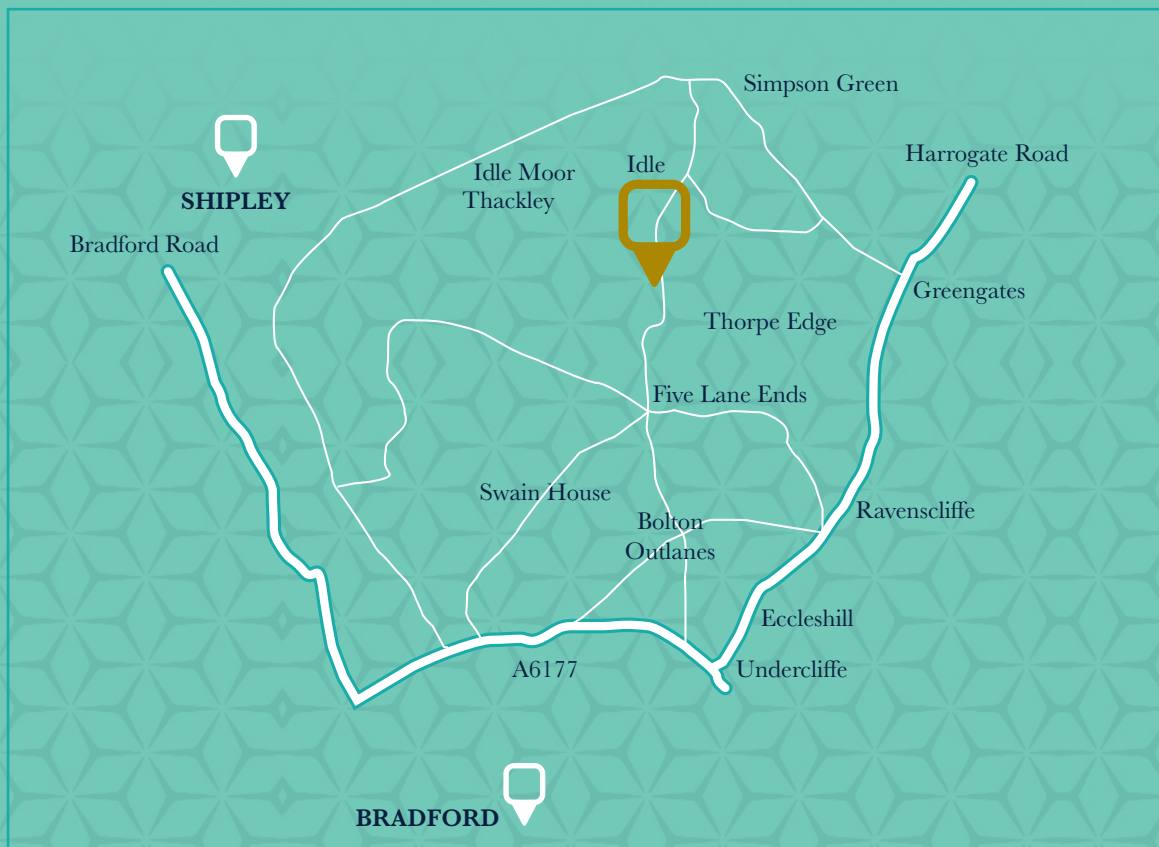 Simpson Green
Harrogate Road
Idle
Idle Moor
Thackley
SHIPLEY
Bradford Road
Greengates
Thorpe Edge
Five Lane Ends
Swain House
Ravenscliffe
Bolton
Outlanes
Eccleshill
A6177
Undercliffe
BRADFORD